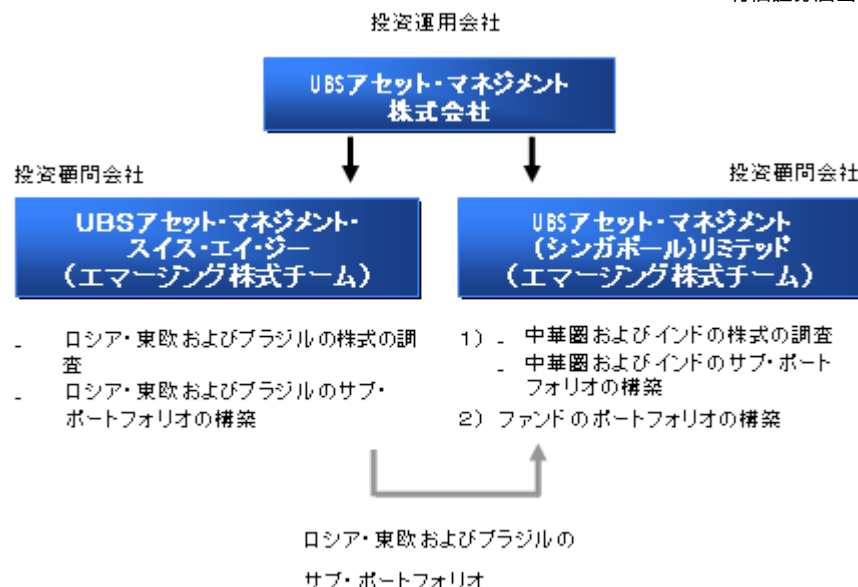 投資運用会社
UBSアセット・マネジメント
株式会社
投資顧問会社
投資顧問会社
UBSアセット・マネジメント・
スイス・エイ・ジー
(エマージング株式チーム)
UBSアセット・マネジメント
(シンガポール)リミテッド
(エマージング株式チーム)
- ロシア・東欧およびブラジルの株式の調
査
- ロシア・東欧およびブラジルのサブ・
ポートフォリオの構築
1) - 中華圏およびインドの株式の調査
- 中華圏およびインドのサブ・ポート
フォリオの構築
2) ファンドのポートフォリオの構築
ロシア・東欧およびブラジルの
サブ・ポートフォリオ